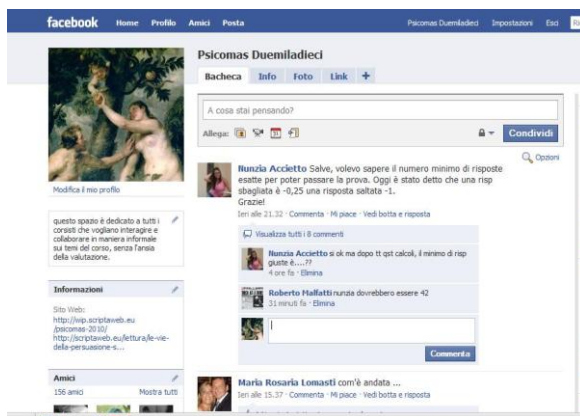 facebook Home Profilo Amici Posta Psicomas Duemiladieci Impostazioni Esci
Psicomas Duemiladieci
Bacheca Info Foto Link +
A cosa stai pensando?
Allega: Condividi
Opzioni
Nunzia Accietto Salve, volevo sapere il numero minimo di risposte
esatte per poter passare la prova. Oggi è stato detto che una risp
sbagliata è -0,25 una risposta saltata -1.
Grazie!
Ieri alle 21.32 · Commenta · Mi piace · Vedi botta e risposta
Visualizza tutti i 8 commenti
Nunzia Accietto si ok ma dopo tt qst calcoli, il minimo di risp
giuste è....??
4 ore fa · Elimina
Roberto Malfatti nunzia dovrebbero essere 42
31 minuti fa · Elimina
Commenta
Maria Rosaria Lomasti com'è andata ...
Ieri alle 15.37 · Commenta · Mi piace · Vedi botta e risposta
Modifica il mio profilo
questo spazio è dedicato a tutti i
corsisti che vogliano interagire e
collaborare in maniera informale
sui temi del corso, senza l'ansia
della valutazione.
Informazioni
Sito Web:
http://wip.scriptaweb.eu
/psicomas-2010/
http://scriptaweb.eu/lettura/le-vie-
della-persuasione-s...
Amici
156 amici Mostra tutti